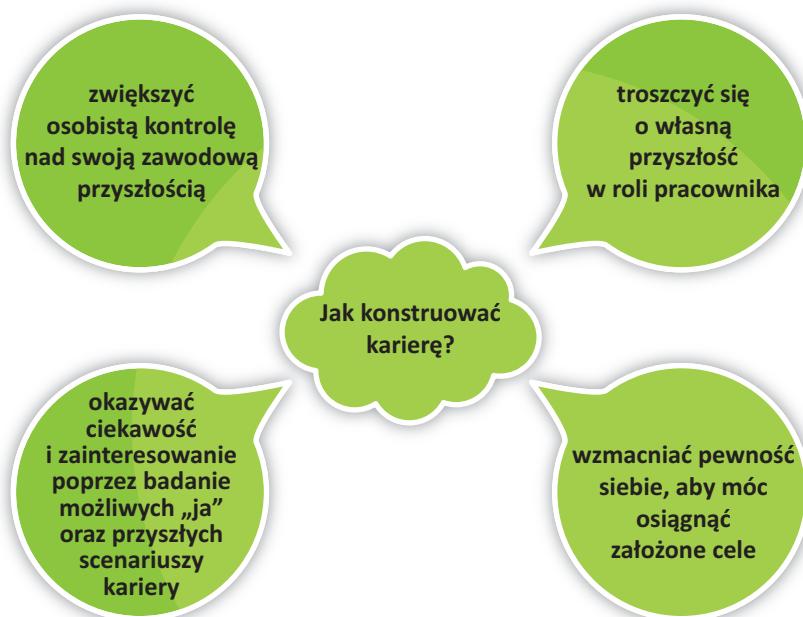 zwiększyć
osobistą kontrolę
nad swoją zawodową
przyszłością
troszczyć się
o własną
przyszłość
w roli pracownika
Jak konstruować
karierę?
okazywać
ciekawość
i zainteresowanie
poprzez badanie
możliwych „ja”
oraz przyszłych
scenariuszy
kariery
wzmacniać pewność
siebie, aby móc
osiągnąć
założone cele